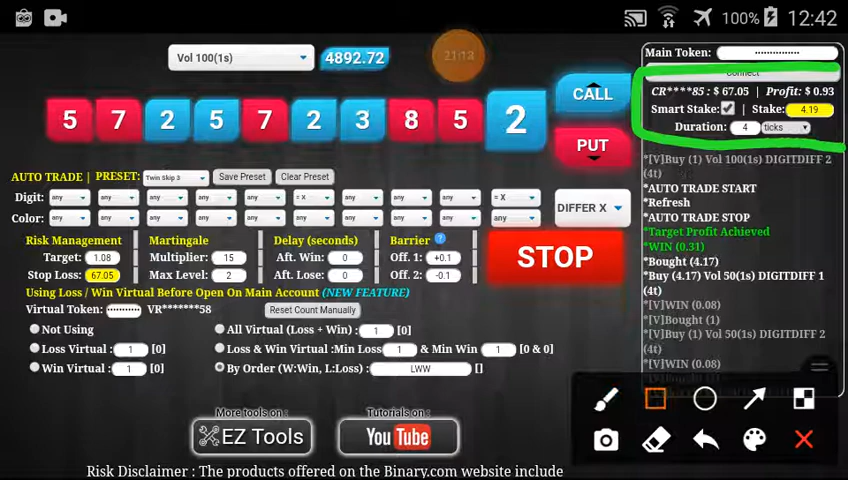 100% 12:42
Vol 100(1s) 4892.72 21:12
Main Token: ••••••••••••••
Connect
CR****85 : $ 67.05 | Profit: $ 0.93
Smart Stake: | Stake: 4.19
Duration: 4 ticks
5 7 2 5 7 2 3 8 5 2
CALL
PUT
AUTO TRADE | PRESET: Twin Skip 3 Save Preset Clear Preset
Digit: any any any any any = X any any any = X
Color: any any any any any any any any any any
DIFFER X
Risk Management Martingale Delay (seconds) Barrier ?
Target: 1.08 Multiplier: 15 Aft. Win: 0 Off. 1: +0.1
Stop Loss: 67.05 Max Level: 2 Aft. Loss: 0 Off. 2: -0.1
STOP
Using Loss / Win Virtual Before Open On Main Account (NEW FEATURE)
Virtual Token: •••••••••• VR*******58 Reset Count Manually
Not Using All Virtual (Loss + Win) : 1 [0]
Loss Virtual : 1 [0] Loss & Win Virtual :Min Loss 1 & Min Win 1 [0 & 0]
Win Virtual : 1 [0] By Order (W:Win, L:Loss) : LWW []
*[V]Buy (1) Vol 100(1s) DIGITDIFF 2
(4t)
*AUTO TRADE START
*Refresh
*AUTO TRADE STOP
*Target Profit Achieved
*WIN (0.31)
*Bought (4.17)
*Buy (4.17) Vol 50(1s) DIGITDIFF 1
(4t)
*[V]WIN (0.08)
*[V]Bought (1)
*[V]Buy (1) Vol 50(1s) DIGITDIFF 2
(4t)
*[V]WIN (0.08)
More tools on :
EZ Tools
Tutorials on :
YouTube
Risk Disclaimer : The products offered on the Binary.com website include